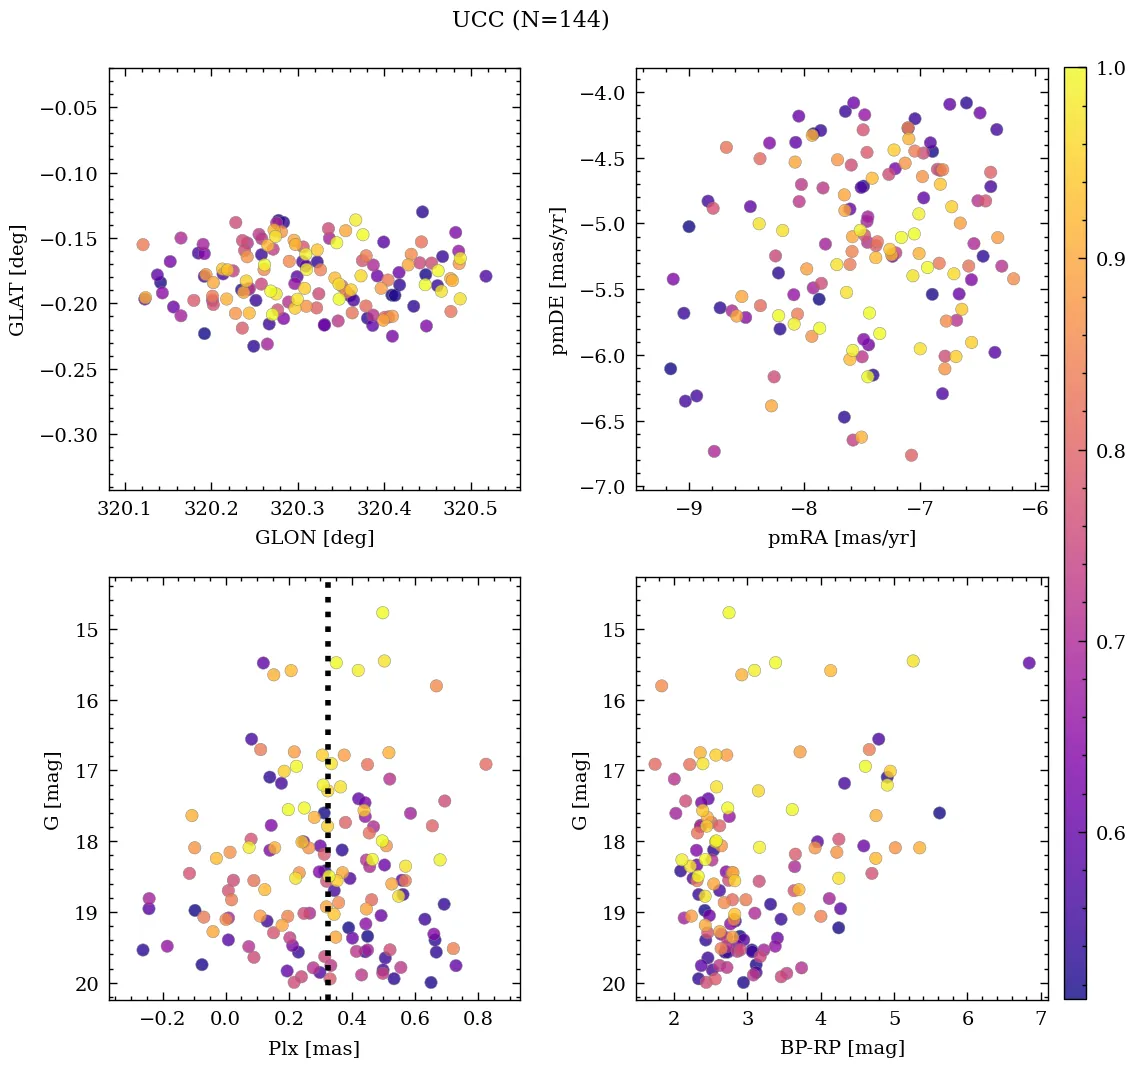 UCC (N=144)
−0.05
−0.10
−0.15
−0.20
−0.25
−0.30
GLAT [deg]
320.1 320.2 320.3 320.4 320.5
GLON [deg]
−4.0
−4.5
−5.0
−5.5
−6.0
−6.5
−7.0
pmDE [mas/yr]
−9 −8 −7 −6
pmRA [mas/yr]
15
16
17
18
19
20
G [mag]
−0.2 0.0 0.2 0.4 0.6 0.8
Plx [mas]
15
16
17
18
19
20
G [mag]
2 3 4 5 6 7
BP-RP [mag]
1.0
0.9
0.8
0.7
0.6